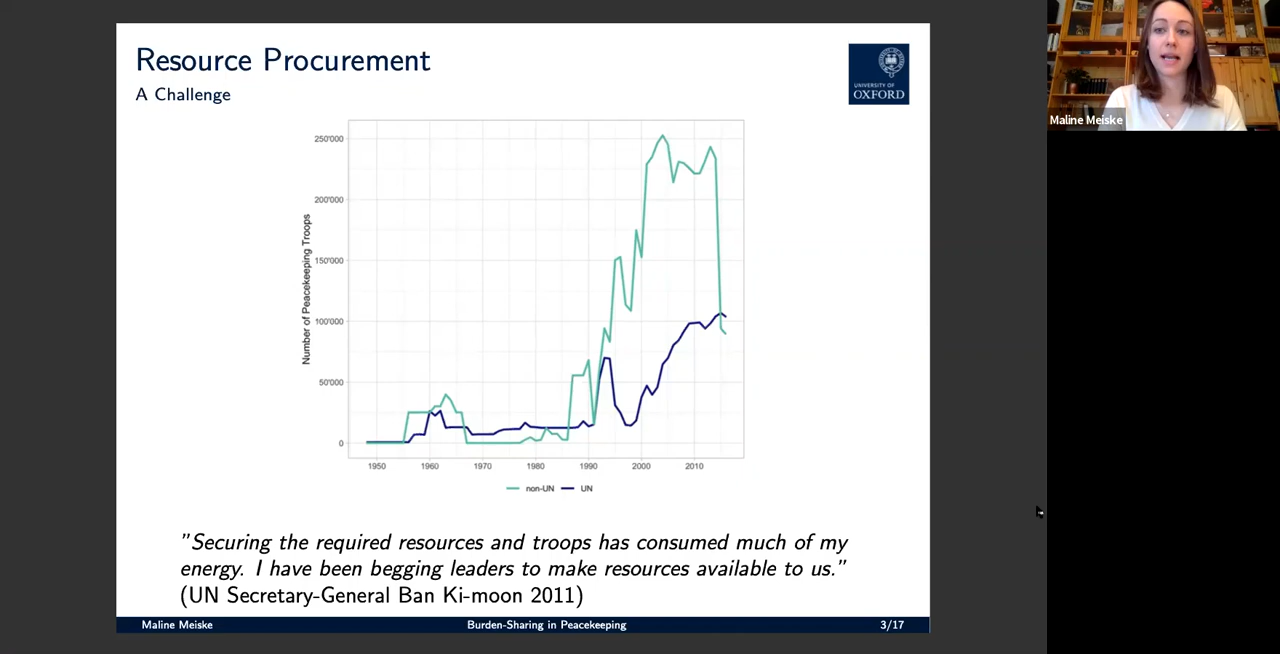 Resource Procurement
A Challenge
UNIVERSITY OF
OXFORD
Maline Meiske
Number of Peacekeeping Troops
250'000
200'000
150'000
100'000
50'000
0
1950 1960 1970 1980 1990 2000 2010
non-UN UN
"Securing the required resources and troops has consumed much of my
energy. I have been begging leaders to make resources available to us."
(UN Secretary-General Ban Ki-moon 2011)
Maline Meiske Burden-Sharing in Peacekeeping 3/17